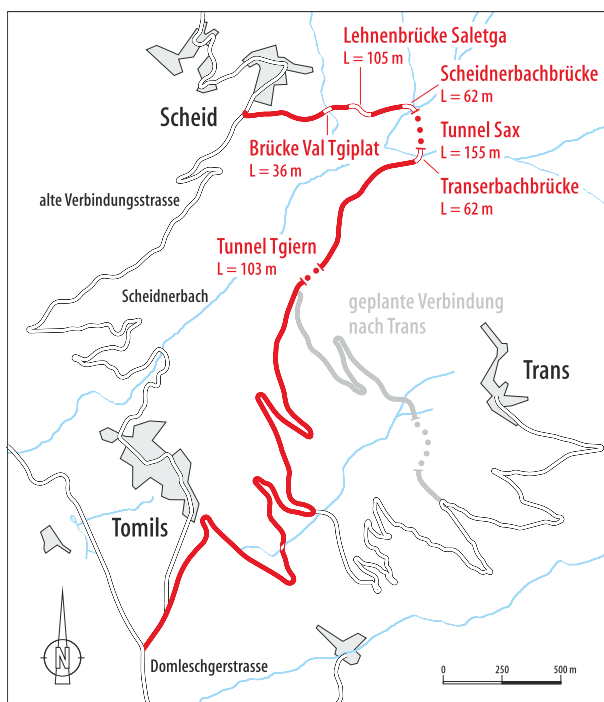 Lehnenbrücke Saletga
L = 105 m
Scheidnerbachbrücke
L = 62 m
Scheid
Tunnel Sax
L = 155 m
Brücke Val Tgiplat
L = 36 m
Transerbachbrücke
L = 62 m
alte Verbindungsstrasse
Tunnel Tgiern
L = 103 m
Scheidnerbach
geplante Verbindung
nach Trans
Trans
Tomils
N
Domleschgerstrasse
0 250 500 m